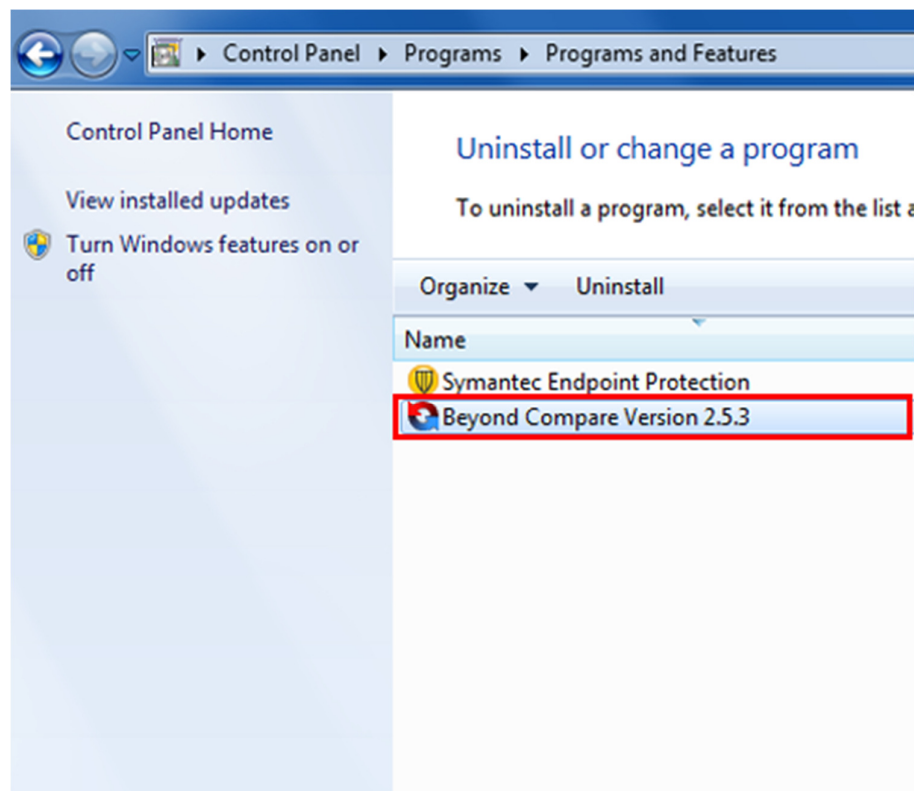 Control Panel Programs Programs and Features
Control Panel Home
View installed updates
Turn Windows features on or
off
Uninstall or change a program
To uninstall a program, select it from the list
Organize Uninstall
Name
Symantec Endpoint Protection
Beyond Compare Version 2.5.3